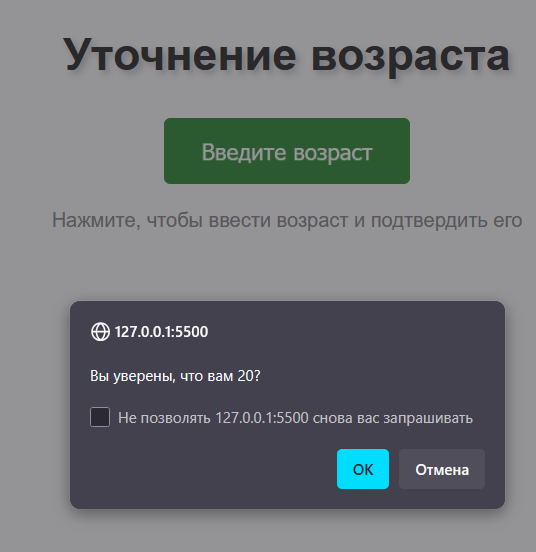 Уточнение возраста
Введите возраст
Нажмите, чтобы ввести возраст и подтвердить его
127.0.0.1:5500
Вы уверены, что вам 20?
Не позволять 127.0.0.1:5500 снова вас запрашивать
OK
Отмена